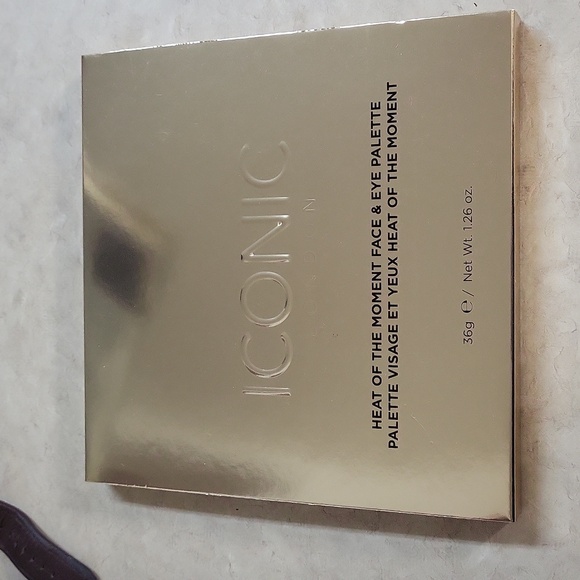 ICONIC
HEAT OF THE MOMENT FACE & EYE PALETTE
PALETTE VISAGE ET YEUX HEAT OF THE MOMENT
36g ℮ / Net Wt. 1.26 oz.